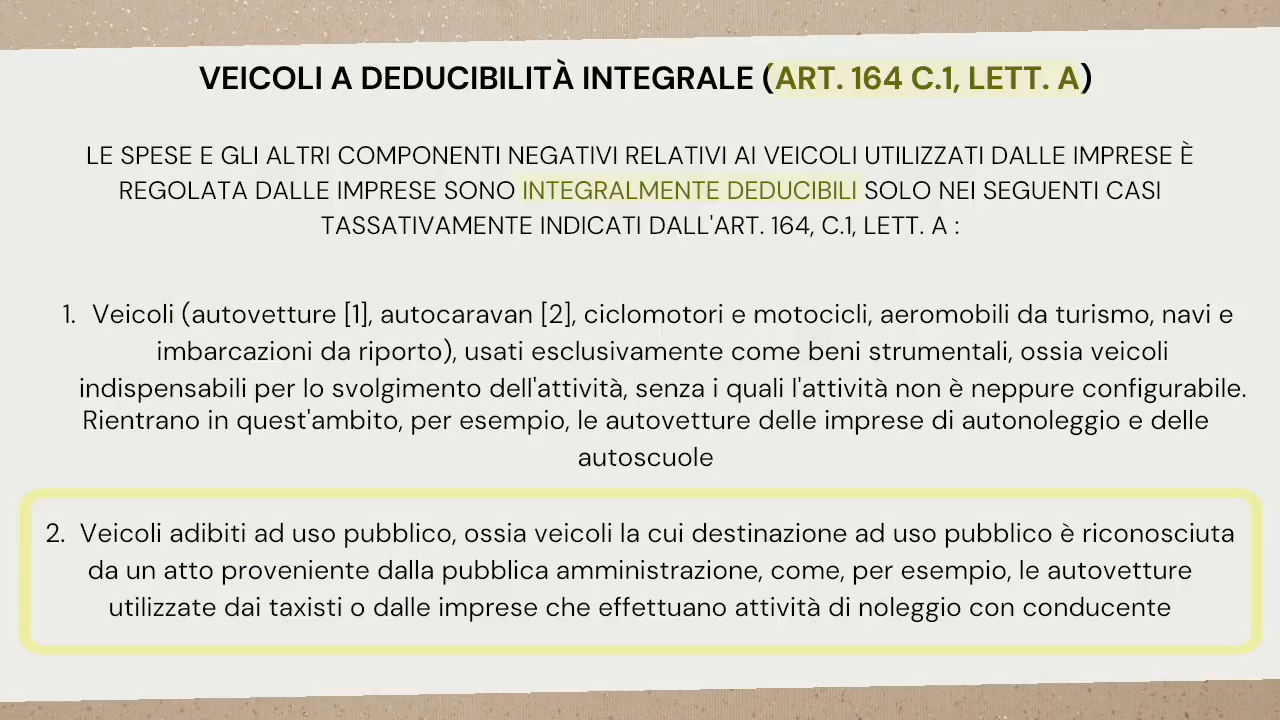 VEICOLI A DEDUCIBILITÀ INTEGRALE (ART. 164 C.1, LETT. A)
LE SPESE E GLI ALTRI COMPONENTI NEGATIVI RELATIVI AI VEICOLI UTILIZZATI DALLE IMPRESE È
REGOLATA DALLE IMPRESE SONO INTEGRALMENTE DEDUCIBILI SOLO NEI SEGUENTI CASI
TASSATIVAMENTE INDICATI DALL'ART. 164, C.1, LETT. A :
1. Veicoli (autovetture [1], autocaravan [2], ciclomotori e motocicli, aeromobili da turismo, navi e
imbarcazioni da riporto), usati esclusivamente come beni strumentali, ossia veicoli
indispensabili per lo svolgimento dell'attività, senza i quali l'attività non è neppure configurabile.
Rientrano in quest'ambito, per esempio, le autovetture delle imprese di autonoleggio e delle
autoscuole
2. Veicoli adibiti ad uso pubblico, ossia veicoli la cui destinazione ad uso pubblico è riconosciuta
da un atto proveniente dalla pubblica amministrazione, come, per esempio, le autovetture
utilizzate dai taxisti o dalle imprese che effettuano attività di noleggio con conducente